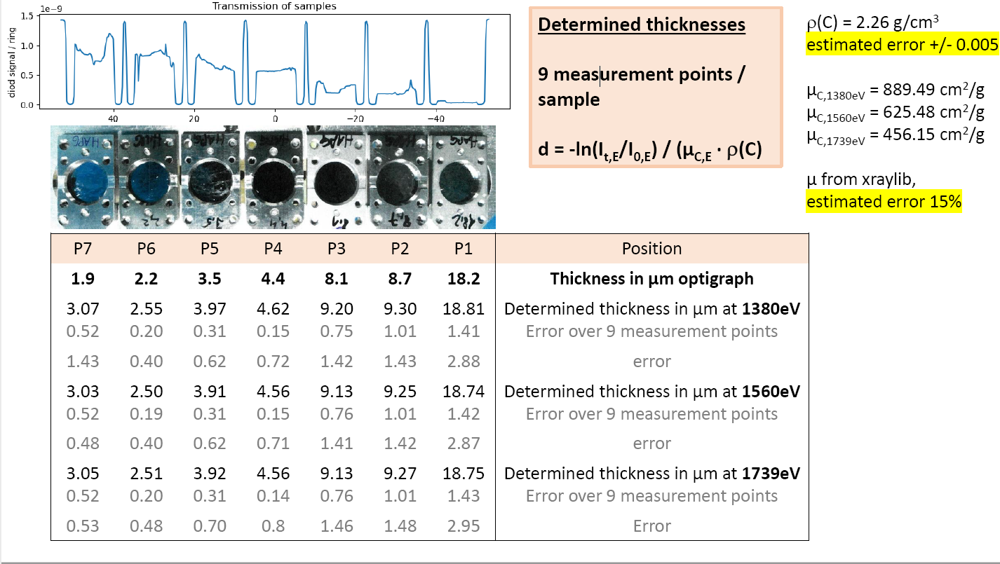 Transmission of samples
1e−9
1.5
1.0
0.5
0.0
diod signal / ring
40
20
0
−20
−40
Determined thicknesses
9 measurement points /
sample
d = -ln(I_t,E/I_0,E) / (μ_C,E · ρ(C)
ρ(C) = 2.26 g/cm³
estimated error +/- 0.005
μ_C,1380eV = 889.49 cm²/g
μ_C,1560eV = 625.48 cm²/g
μ_C,1739eV = 456.15 cm²/g
μ from xraylib,
estimated error 15%
HAPG HAPG HAPG HAPG HAPG
2,2 3,5 4,4 8,1 8,7 18,2
P7 P6 P5 P4 P3 P2 P1 Position
1.9 2.2 3.5 4.4 8.1 8.7 18.2 Thickness in μm optigraph
3.07 2.55 3.97 4.62 9.20 9.30 18.81 Determined thickness in μm at 1380eV
0.52 0.20 0.31 0.15 0.75 1.01 1.41 Error over 9 measurement points
1.43 0.40 0.62 0.72 1.42 1.43 2.88 error
3.03 2.50 3.91 4.56 9.13 9.25 18.74 Determined thickness in μm at 1560eV
0.52 0.19 0.31 0.15 0.76 1.01 1.42 Error over 9 measurement points
0.48 0.40 0.62 0.71 1.41 1.42 2.87 error
3.05 2.51 3.92 4.56 9.13 9.27 18.75 Determined thickness in μm at 1739eV
0.52 0.20 0.31 0.14 0.76 1.01 1.43 Error over 9 measurement points
0.53 0.48 0.70 0.8 1.46 1.48 2.95 Error